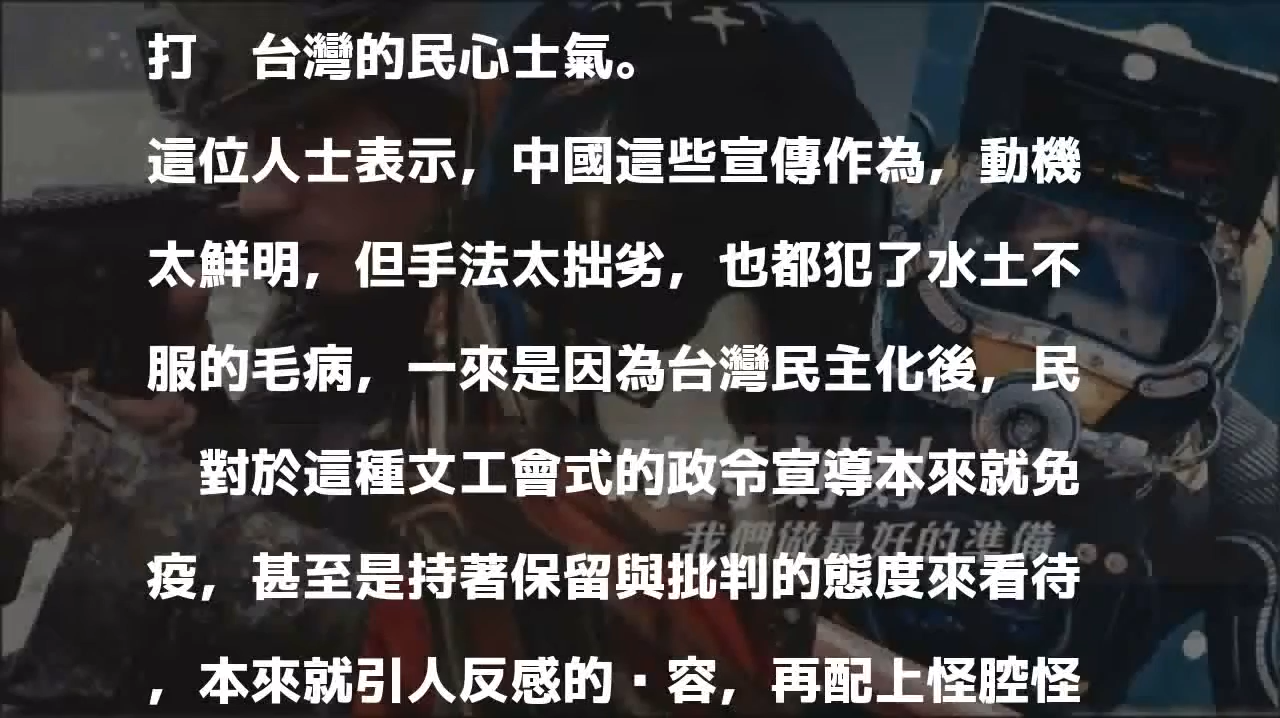 打　台灣的民心士氣。
這位人士表示，中國這些宣傳作為，動機
太鮮明，但手法太拙劣，也都犯了水土不
服的毛病，一來是因為台灣民主化後，民
　對於這種文工會式的政令宣導本來就免
疫，甚至是持著保留與批判的態度來看待
，本來就引人反感的・容，再配上怪腔怪
時時刻刻
我們做最好的準備